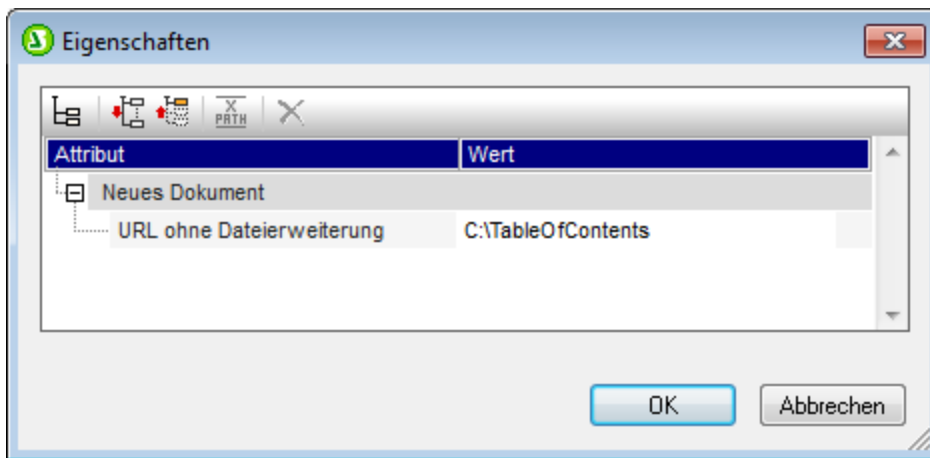 Eigenschaften
X
PATH
Attribut Wert
Neues Dokument
URL ohne Dateierweiterung C:\TableOfContents
OK Abbrechen